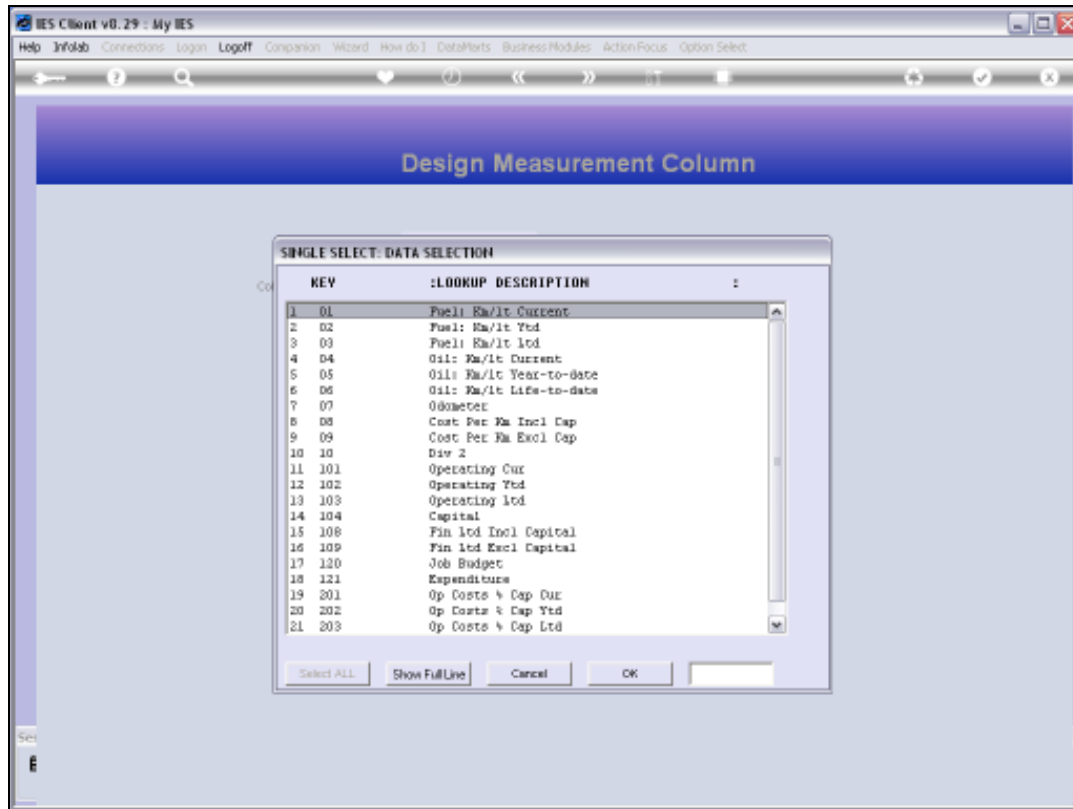 IES Client v8.29 : My IES
Help Infolab Connections Logon Logoff Companion Wizard How do I DataMarts Business Modules Action Focus Option Select
Design Measurement Column
SINGLE SELECT: DATA SELECTION
KEY :LOOKUP DESCRIPTION :
1 01 Fuel: Km/lt Current
2 02 Fuel: Km/lt Ytd
3 03 Fuel: Km/lt ltd
4 04 Oil: Km/lt Current
5 05 Oil: Km/lt Year-to-date
6 06 Oil: Km/lt Life-to-date
7 07 Odometer
8 08 Cost Per Km Incl Cap
9 09 Cost Per Km Excl Cap
10 10 Div 2
11 101 Operating Cur
12 102 Operating Ytd
13 103 Operating ltd
14 104 Capital
15 108 Fin ltd Incl Capital
16 109 Fin ltd Excl Capital
17 120 Job Budget
18 121 Expenditure
19 201 Op Costs % Cap Cur
20 202 Op Costs % Cap Ytd
21 203 Op Costs % Cap Ltd
Select ALL Show Full Line Cancel OK